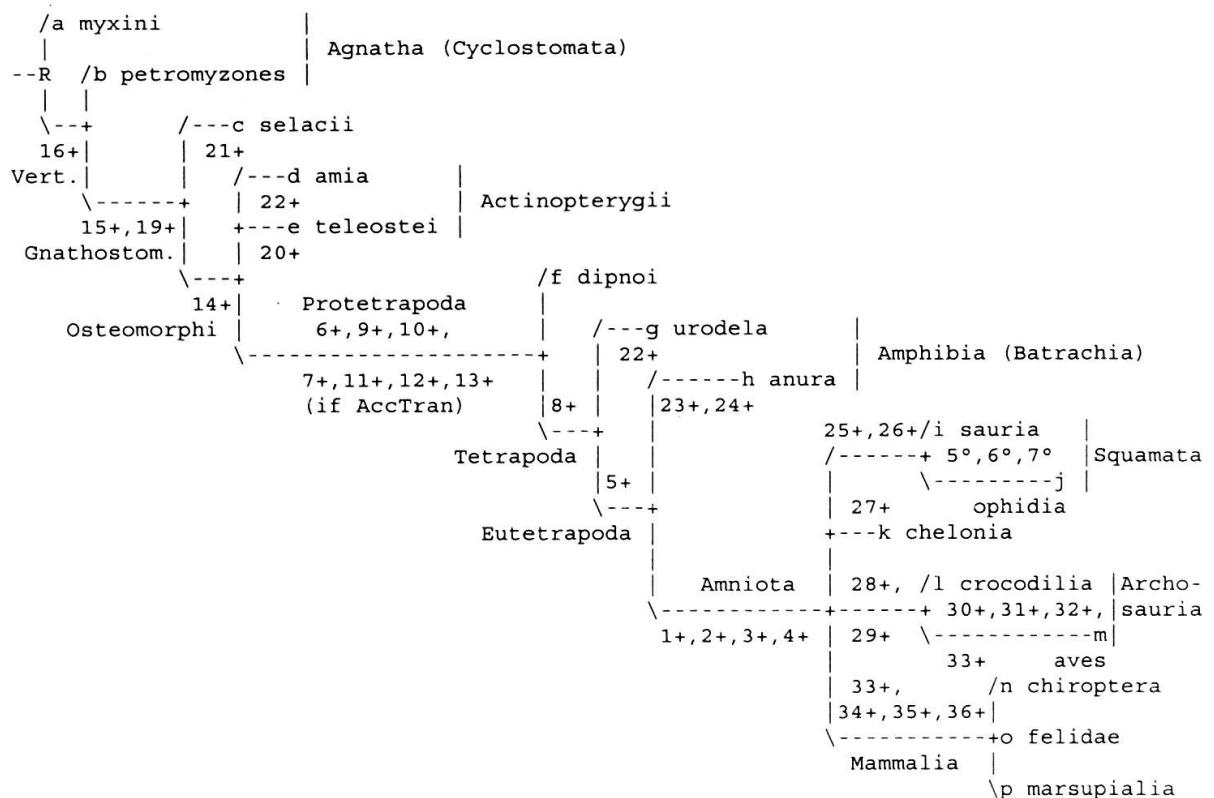 /a myxini |
| | Agnatha (Cyclostomata)
--R /b petromyzones |
| |
\--+ /---c selacii
16+| | 21+
Vert.| | /---d amia |
\------+ | 22+ | Actinopterygii
15+,19+| +---e teleostei |
Gnathostom.| | 20+
\---+ /f dipnoi
14+| Protetrapoda |
Osteomorphi | 6+,9+,10+, | /---g urodela |
\-------------------+ | 22+ | Amphibia (Batrachia)
7+,11+,12+,13+ | | /------h anura |
(if AccTran) |8+ | |23+,24+
\---+ | 25+,26+/i sauria |
Tetrapoda | | /------+ 5°,6°,7° |Squamata
|5+ | | \---------j |
\---+ | 27+ ophidia
Eutetrapoda | +---k chelonia
| |
| Amniota | 28+, /l crocodilia |Archo-
\------------+------+ 30+,31+,32+,|sauria
1+,2+,3+,4+ | 29+ \------------m|
| 33+ aves
| 33+, /n chiroptera
|34+,35+,36+|
\-----------+o felidae
Mammalia |
\p marsupialia